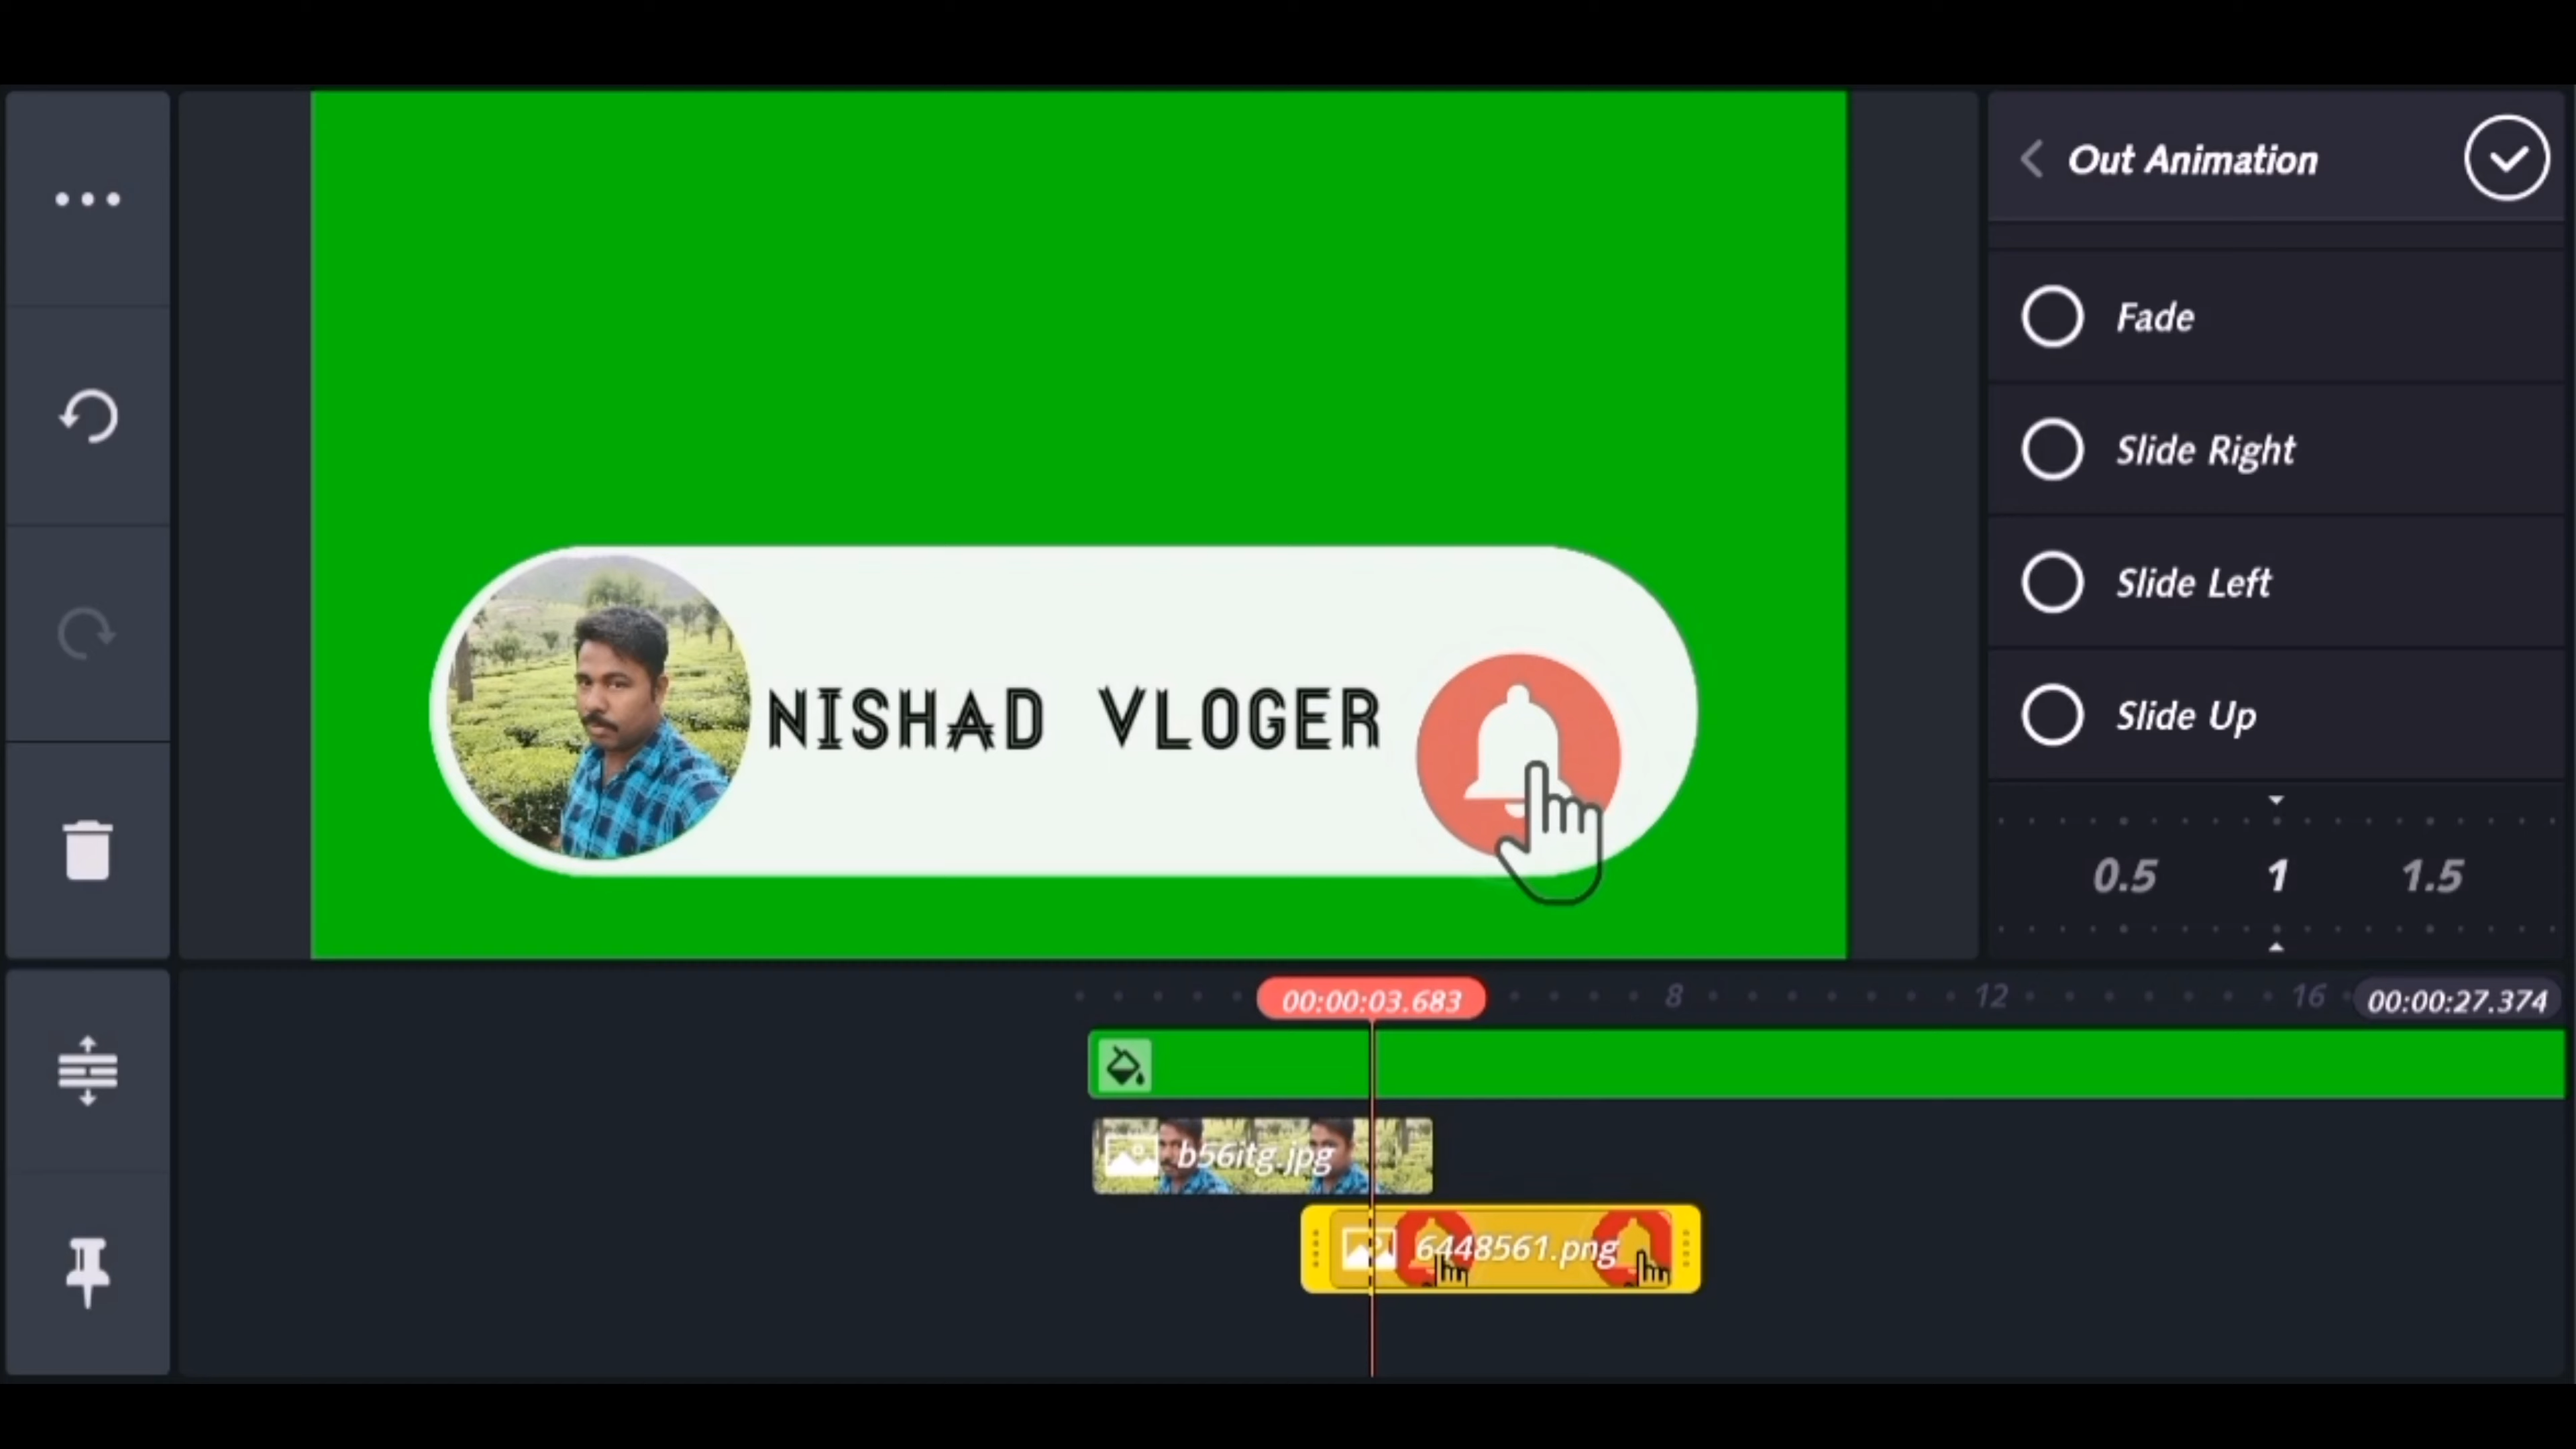 Out Animation
Fade
Slide Right
Slide Left
Slide Up
0.5 1 1.5
NISHAD VLOGER
00:00:03.683 8 12 16 00:00:27.374
b56itg.jpg
6448561.png